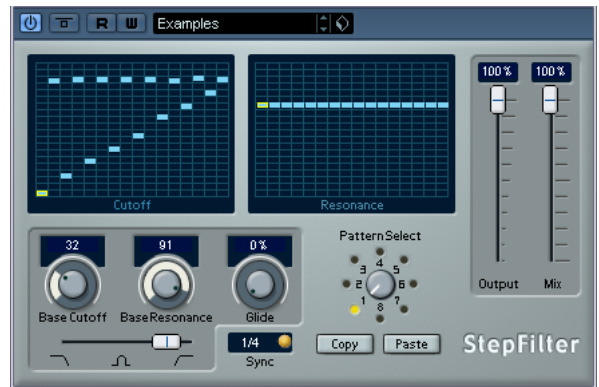 R W Examples
100 % 100 %
Cutoff Resonance
32 91 0 %
Base Cutoff Base Resonance Glide
Pattern Select
1 2 3 4 5 6 7 8
Output Mix
1/4
Sync
Copy Paste
StepFilter